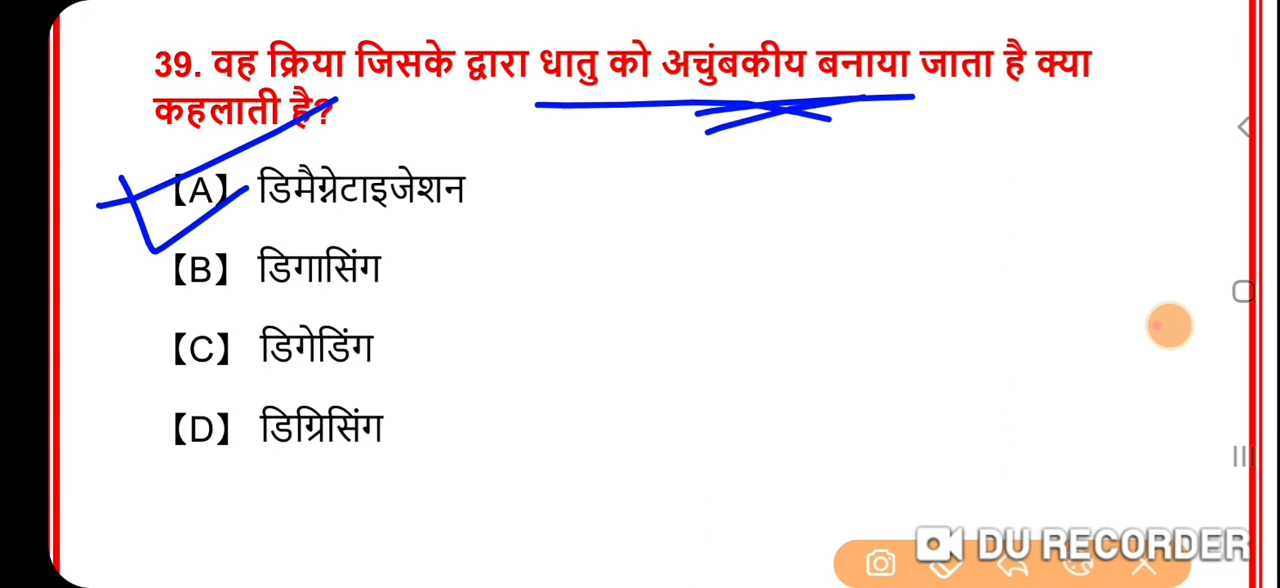 39. वह क्रिया जिसके द्वारा धातु को अचुंबकीय बनाया जाता है क्या
कहलाती है?
【A】 डिमैग्नेटाइजेशन
【B】 डिगासिंग
【C】 डिगेडिंग
【D】 डिग्रिसिंग
DU RECORDER